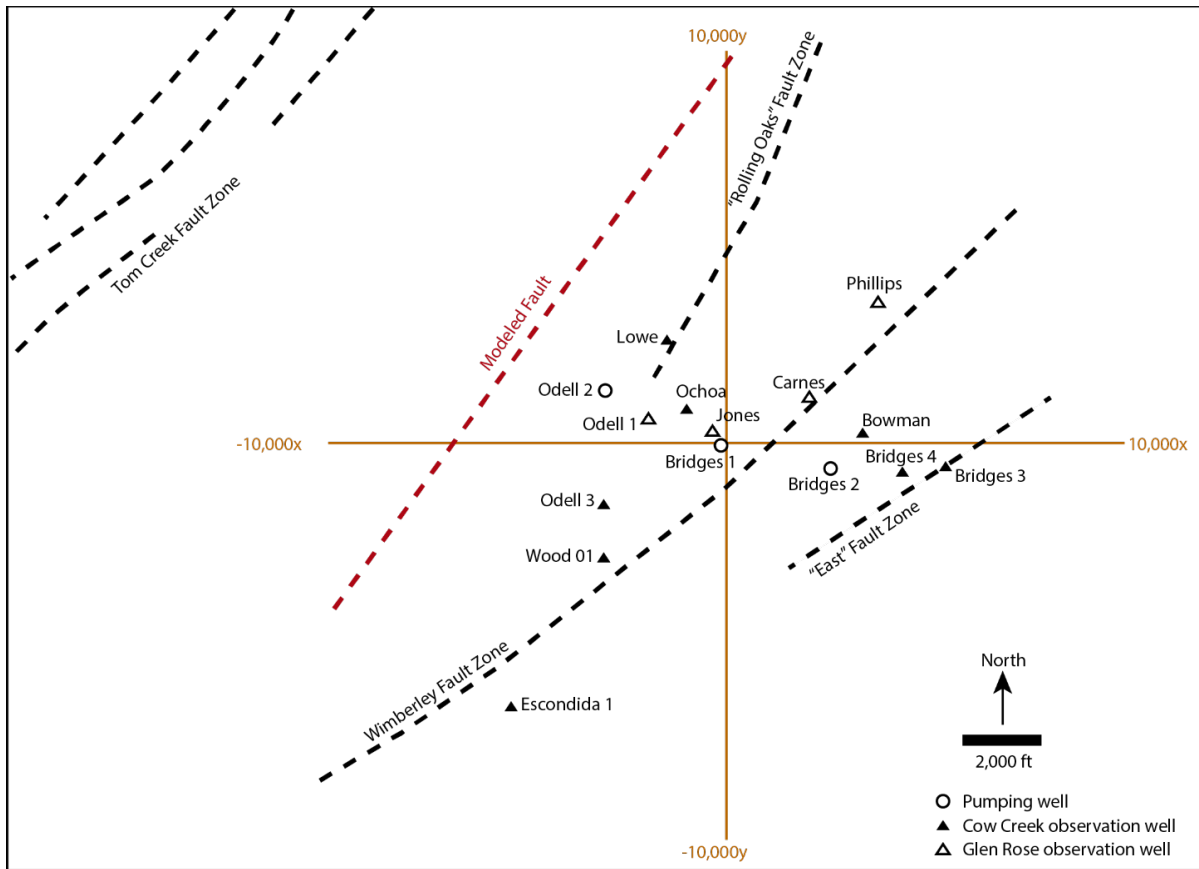 10,000y
"Rolling Oaks" Fault Zone
Tom Creek Fault Zone
Modeled Fault
Phillips
Lowe
Odell 2
Ochoa
Carnes
Odell 1
Jones
Bowman
-10,000x
10,000x
Bridges 1
Bridges 4
Bridges 2
Bridges 3
Odell 3
"East" Fault Zone
Wood 01
Wimberley Fault Zone
Escondida 1
North
2,000 ft
Pumping well
Cow Creek observation well
Glen Rose observation well
-10,000y